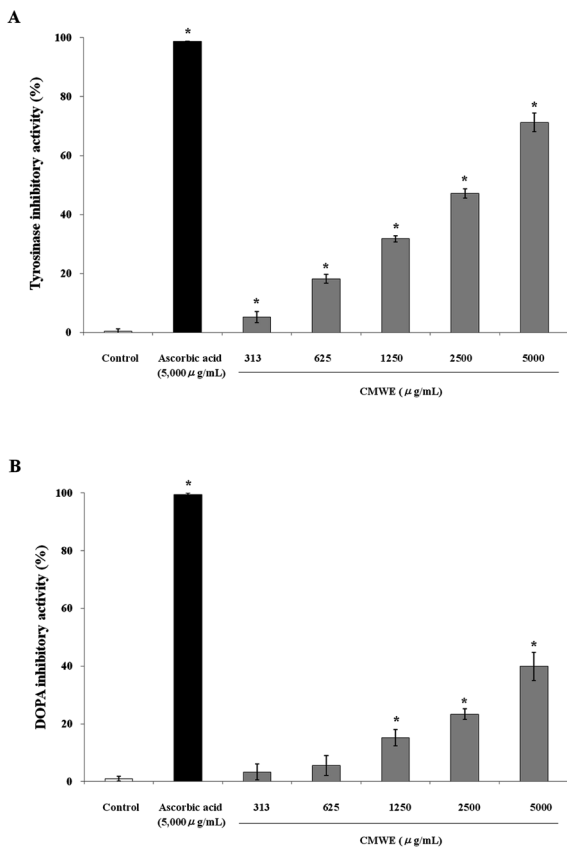 A
Tyrosinase inhibitory activity (%)
100
80
60
40
20
0
*
*
*
*
*
*
Control
Ascorbic acid
(5,000 μ g/mL)
313
625
1250
2500
5000
CMWE ( μ g/mL)
B
DOPA inhibitory activity (%)
100
80
60
40
20
0
*
*
*
*
Control
Ascorbic acid
(5,000 μ g/mL)
313
625
1250
2500
5000
CMWE ( μ g/mL)